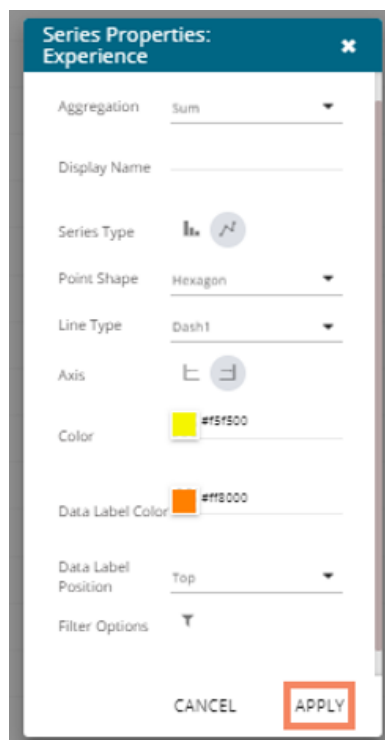 Series Properties:
Experience
Aggregation Sum
Display Name
Series Type
Point Shape Hexagon
Line Type Dash1
Axis
#f5f500
Color
#ff8000
Data Label Color
Data Label
Position Top
Filter Options
CANCEL APPLY